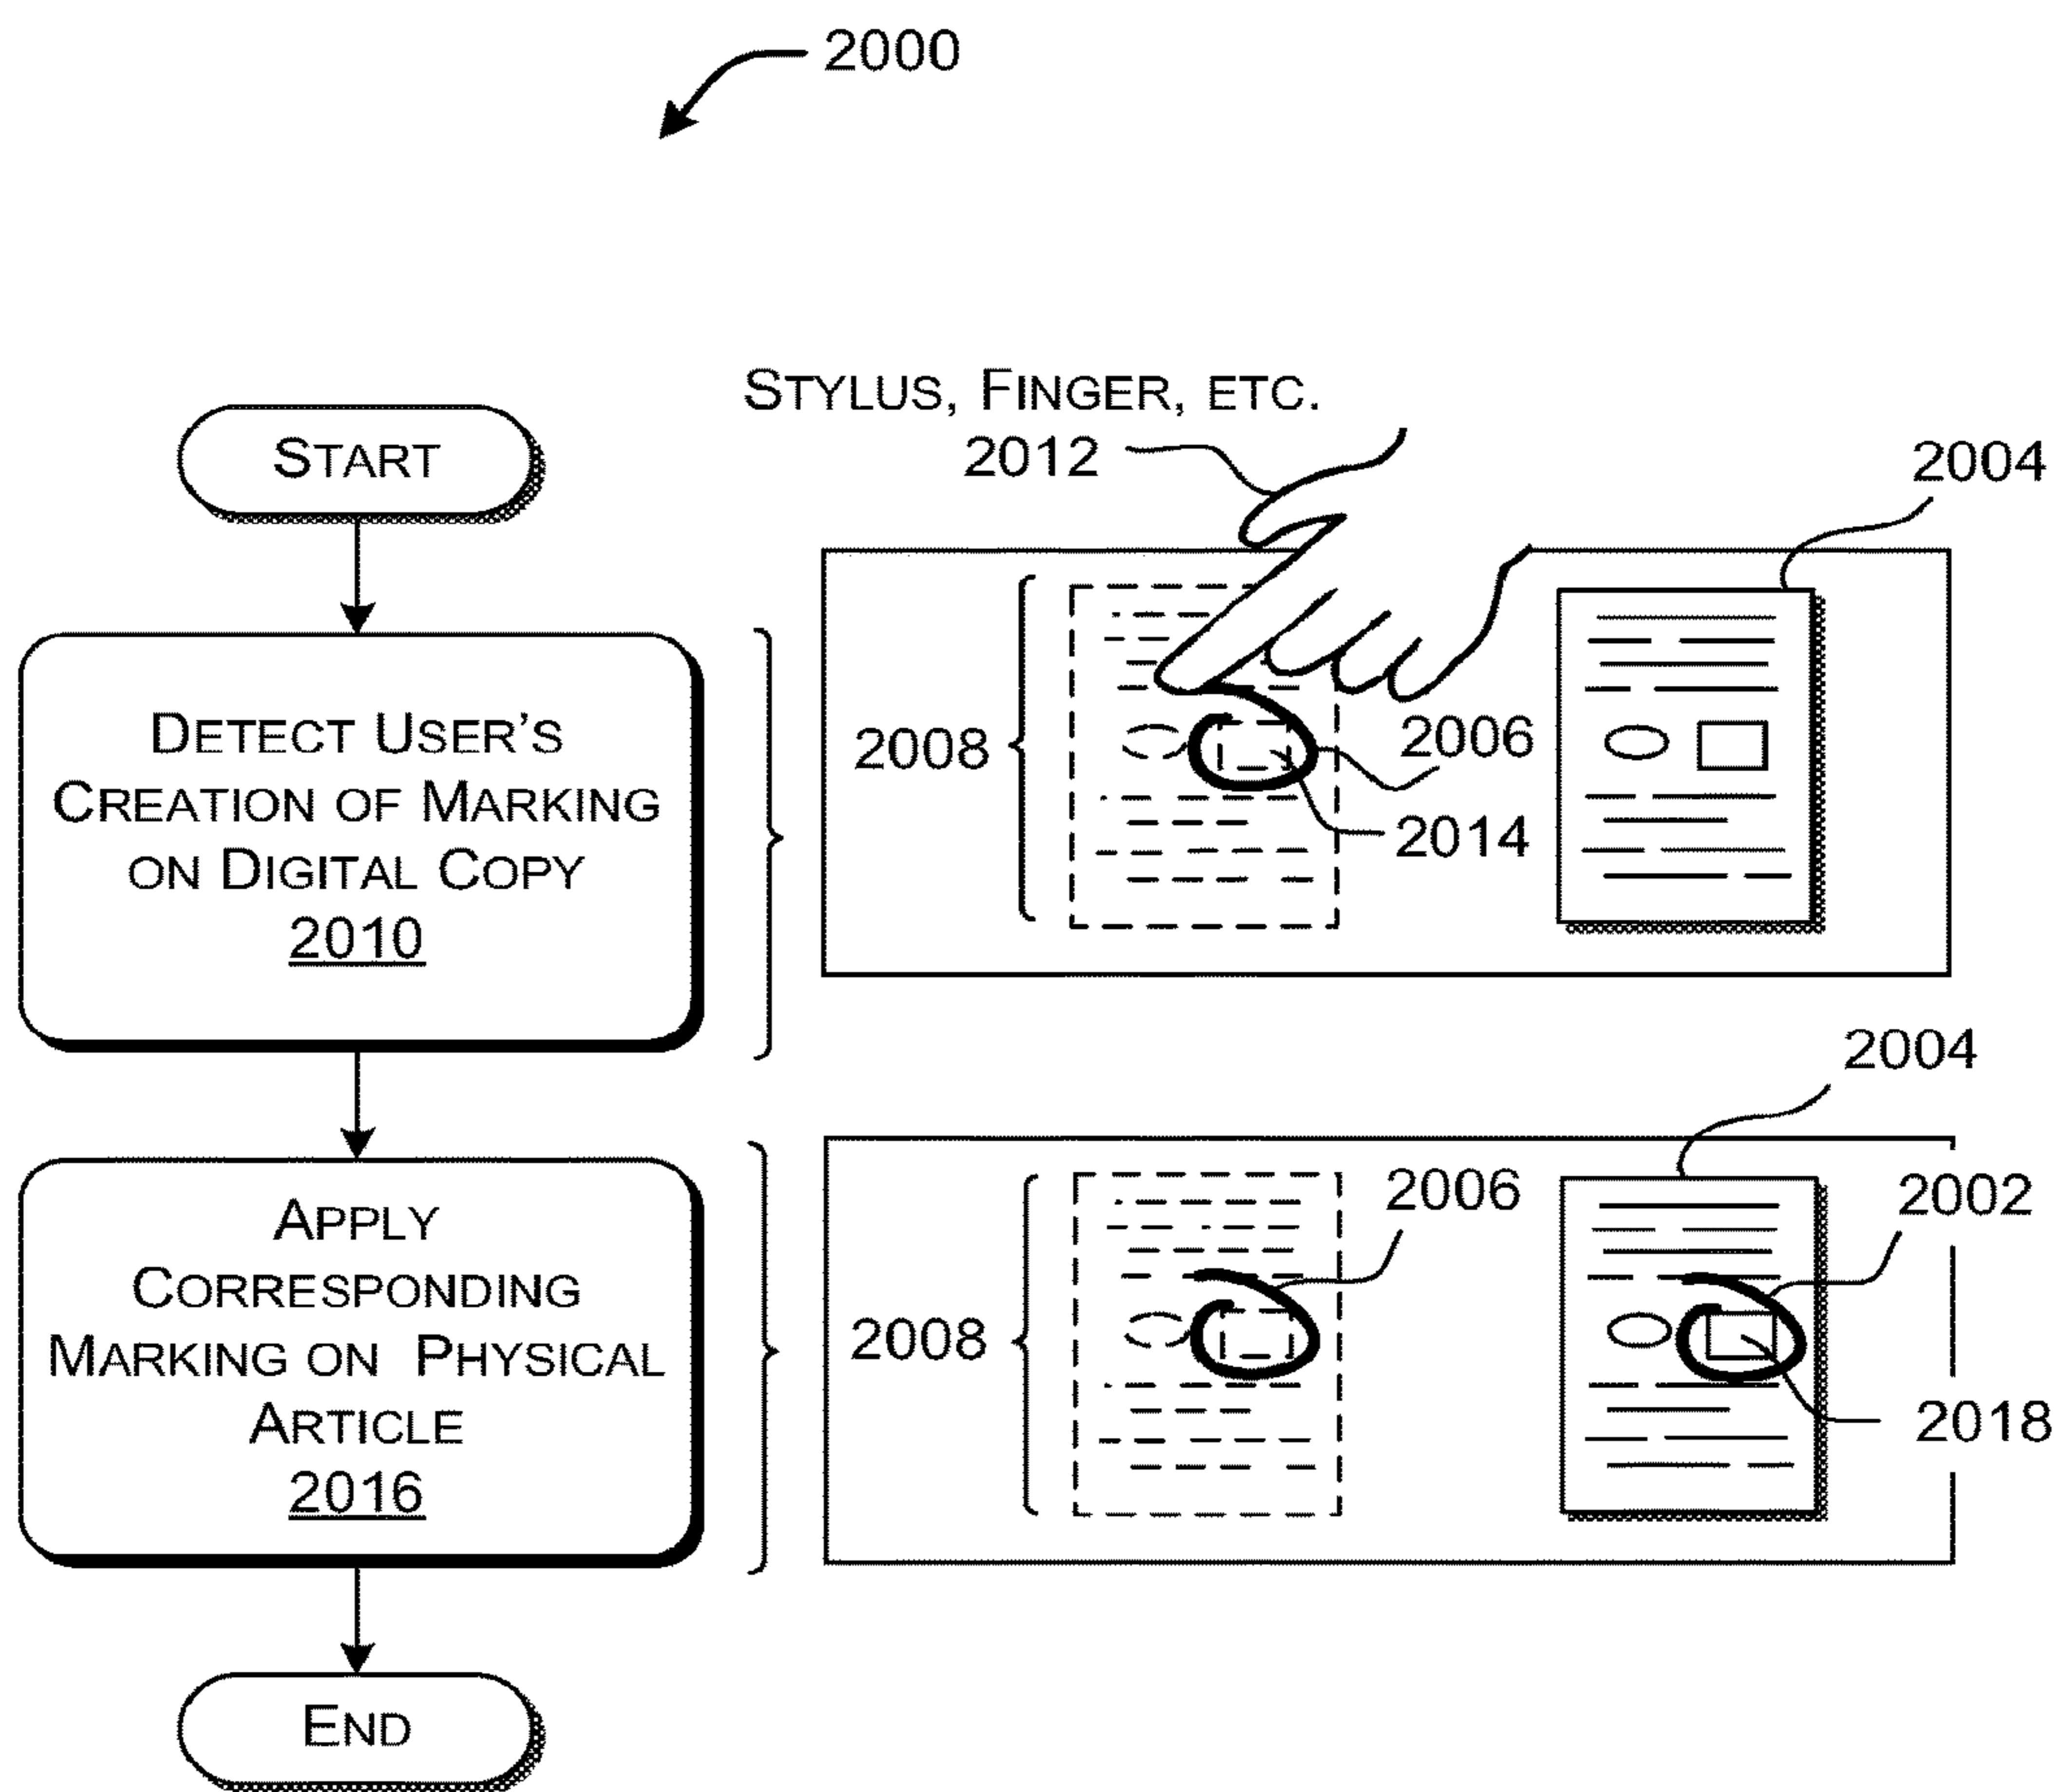 2000
START
DETECT USER'S
CREATION OF MARKING
ON DIGITAL COPY
2010
STYLUS, FINGER, ETC.
2012
2004
2008
2006
2014
APPLY
CORRESPONDING
MARKING ON PHYSICAL
ARTICLE
2016
2004
2006
2002
2008
2018
END